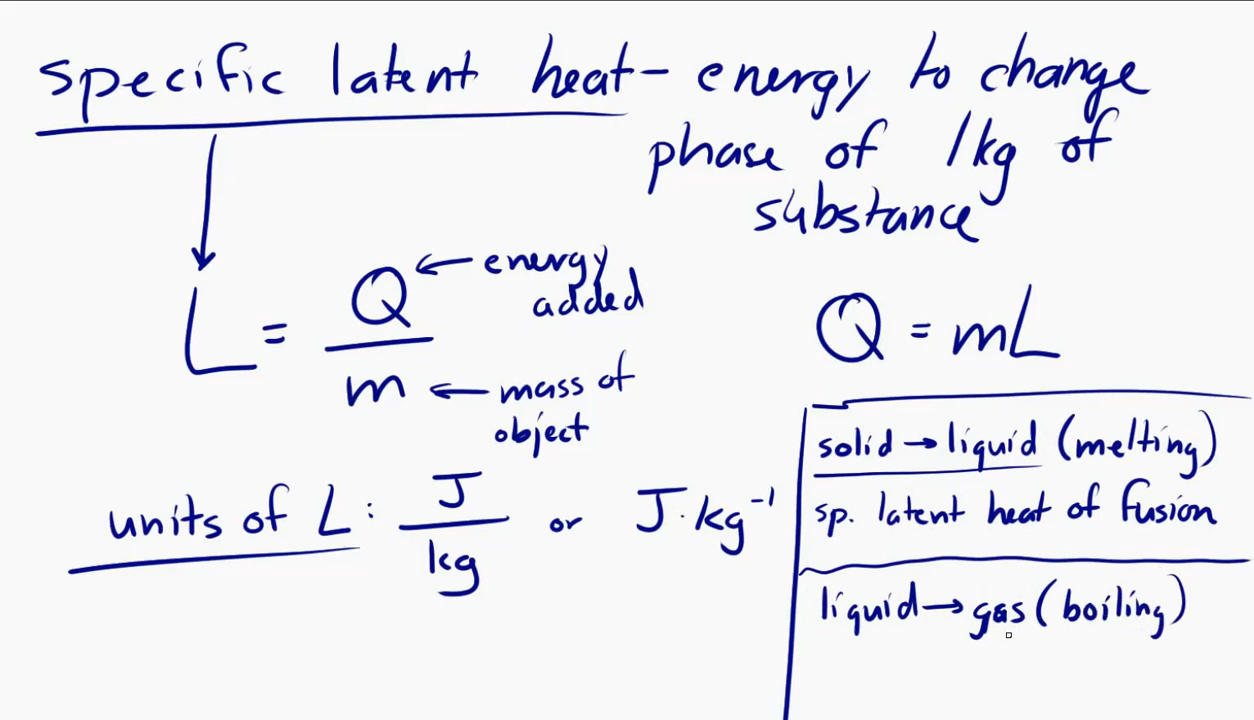 specific latent heat - energy to change
phase of 1kg of
substance
L = Q/m
← energy
added
← mass of
object
Q = mL
units of L: J/kg or J·kg⁻¹
solid → liquid (melting)
sp. latent heat of fusion
liquid → gas (boiling)